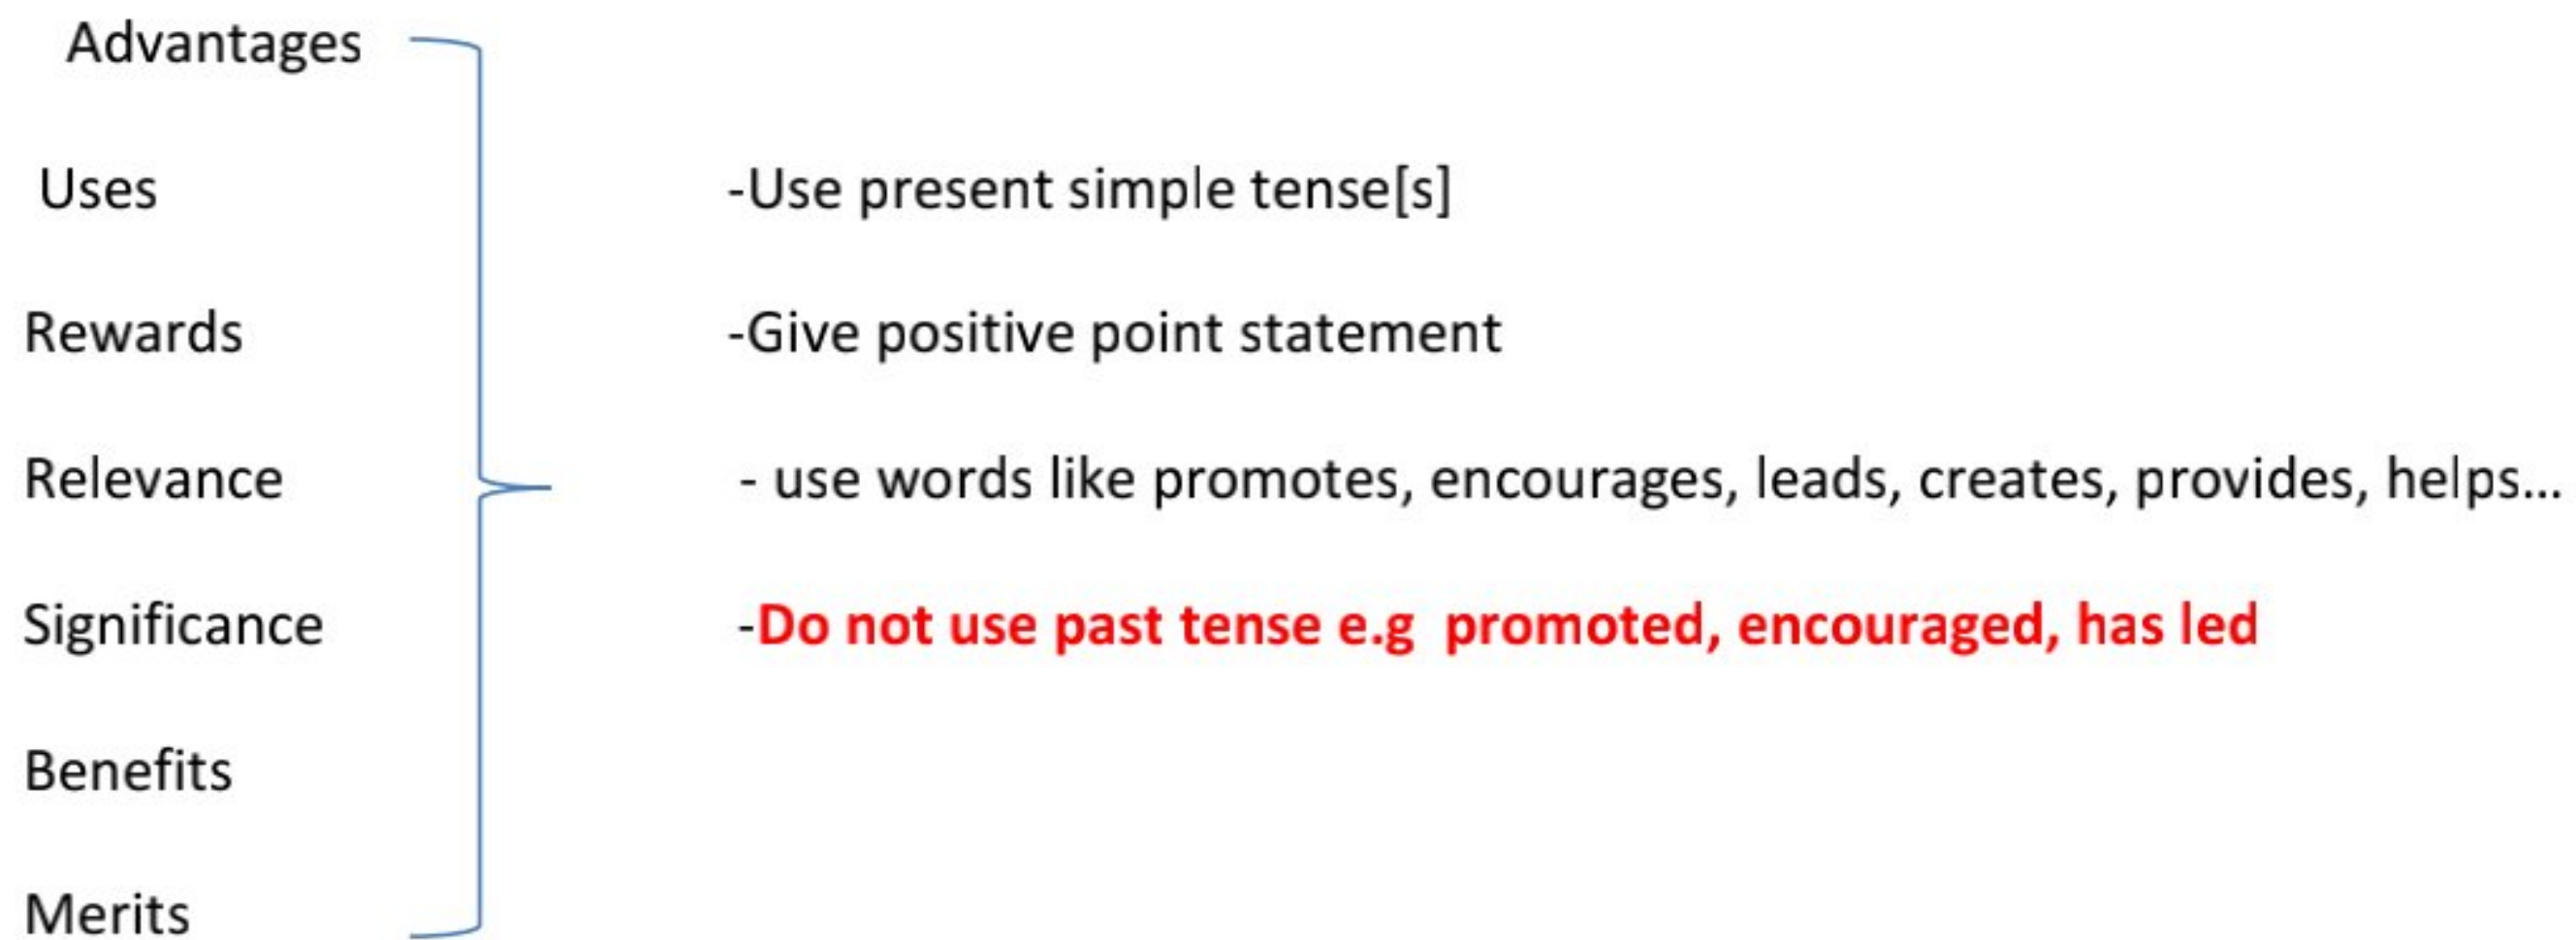 Advantages
Uses
-Use present simple tense[s]
Rewards
-Give positive point statement
Relevance
- use words like promotes, encourages, leads, creates, provides, helps...
Significance
-Do not use past tense e.g  promoted, encouraged, has led
Benefits
Merits